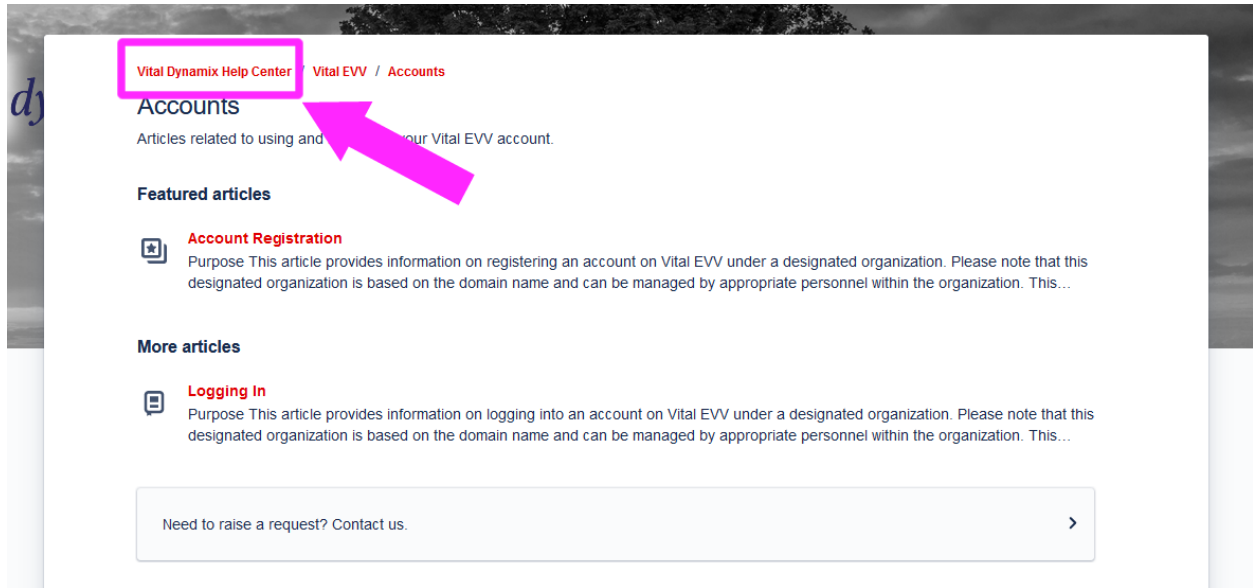 Vital Dynamix Help Center / Vital EVV / Accounts
dy
Accounts
Articles related to using and your Vital EVV account.
Featured articles
Account Registration
Purpose This article provides information on registering an account on Vital EVV under a designated organization. Please note that this
designated organization is based on the domain name and can be managed by appropriate personnel within the organization. This...
More articles
Logging In
Purpose This article provides information on logging into an account on Vital EVV under a designated organization. Please note that this
designated organization is based on the domain name and can be managed by appropriate personnel within the organization. This...
Need to raise a request? Contact us.